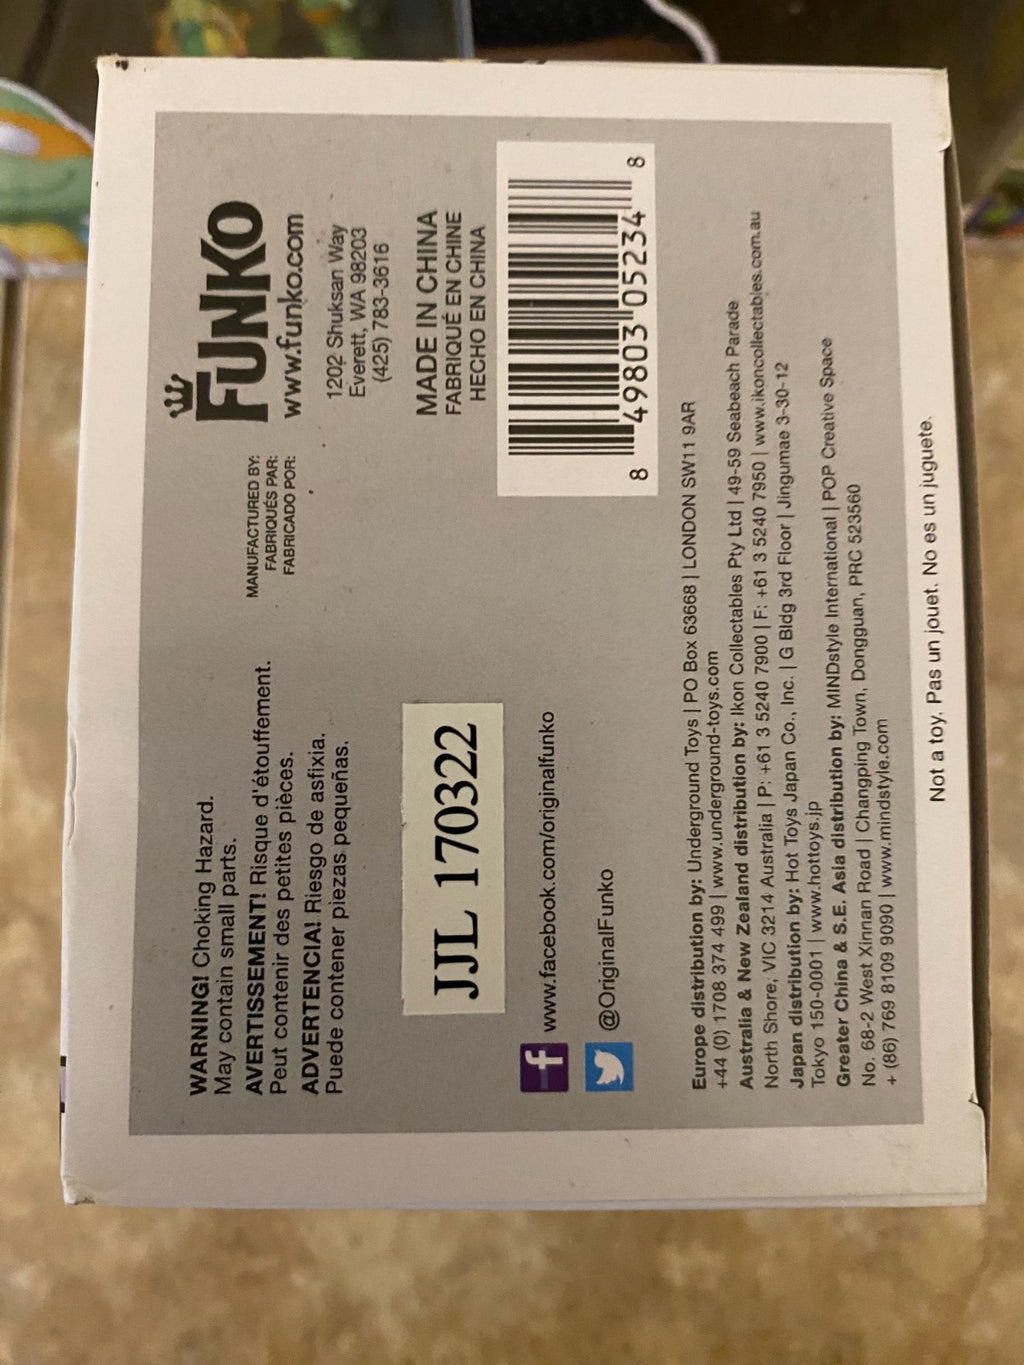 WARNING! Choking Hazard.
May contain small parts.
AVERTISSEMENT! Risque d'étouffement.
Peut contenir des petites pièces.
ADVERTENCIA! Riesgo de asfixia.
Puede contener piezas pequeñas.
MANUFACTURED BY:
FABRIQUÉS PAR:
FABRICADO POR:
FUNKO
www.funko.com
1202 Shuksan Way
Everett, WA 98203
(425) 783-3616
MADE IN CHINA
FABRIQUÉ EN CHINE
HECHO EN CHINA
JJL 170322
8 49803 05234 8
f www.facebook.com/originalfunko
@OriginalFunko
Europe distribution by: Underground Toys | PO Box 63668 | LONDON SW11 9AR
+44 (0) 1708 374 499 | www.underground-toys.com
Australia & New Zealand distribution by: Ikon Collectables Pty Ltd | 49-59 Seabeach Parade
North Shore, VIC 3214 Australia | P: +61 3 5240 7900 | F: +61 3 5240 7950 | www.ikoncollectables.com.au
Japan distribution by: Hot Toys Japan Co., Inc. | G Bldg 3rd Floor | Jingumae 3-30-12
Tokyo 150-0001 | www.hottoys.jp
Greater China & S.E. Asia distribution by: MINDstyle International | POP Creative Space
No. 68-2 West Xinnan Road | Changping Town, Dongguan, PRC 523560
+ (86) 769 8109 9090 | www.mindstyle.com
Not a toy. Pas un jouet. No es un juguete.